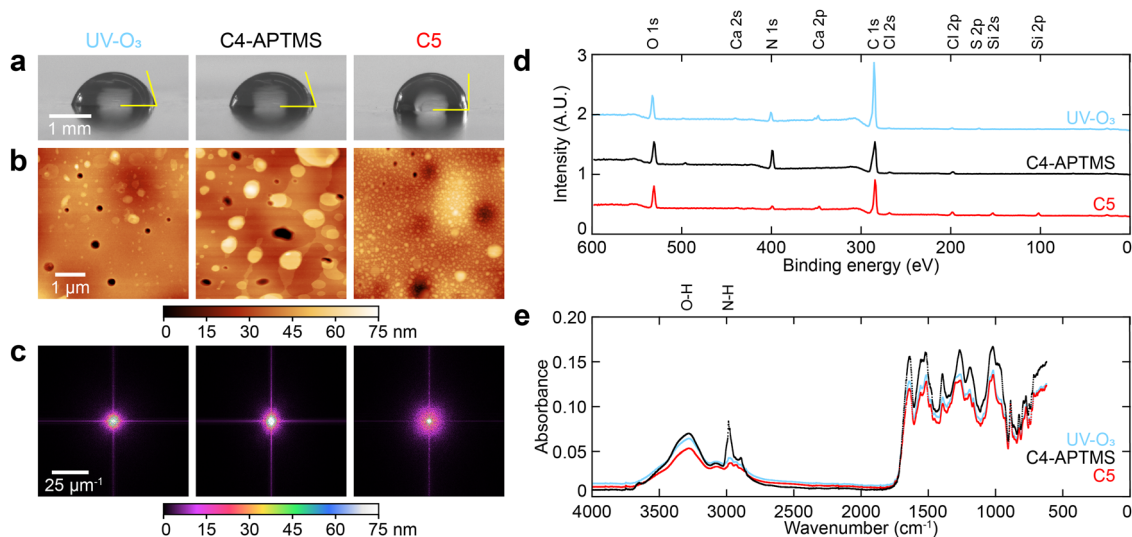 UV-O₃
C4-APTMS
C5
a
1 mm
b
1 µm
0 15 30 45 60 75 nm
c
25 µm⁻¹
0 15 30 45 60 75 nm
d
O 1s
Ca 2s
N 1s
Ca 2p
C 1s
Cl 2s
Cl 2p
S 2p
Si 2s
Si 2p
Intensity (A.U.)
3
2
1
0
UV-O₃
C4-APTMS
C5
600 500 400 300 200 100 0
Binding energy (eV)
e
O-H
N-H
Absorbance
0.20
0.15
0.10
0.05
0.00
UV-O₃
C4-APTMS
C5
4000 3500 3000 2500 2000 1500 1000 500 0
Wavenumber (cm⁻¹)